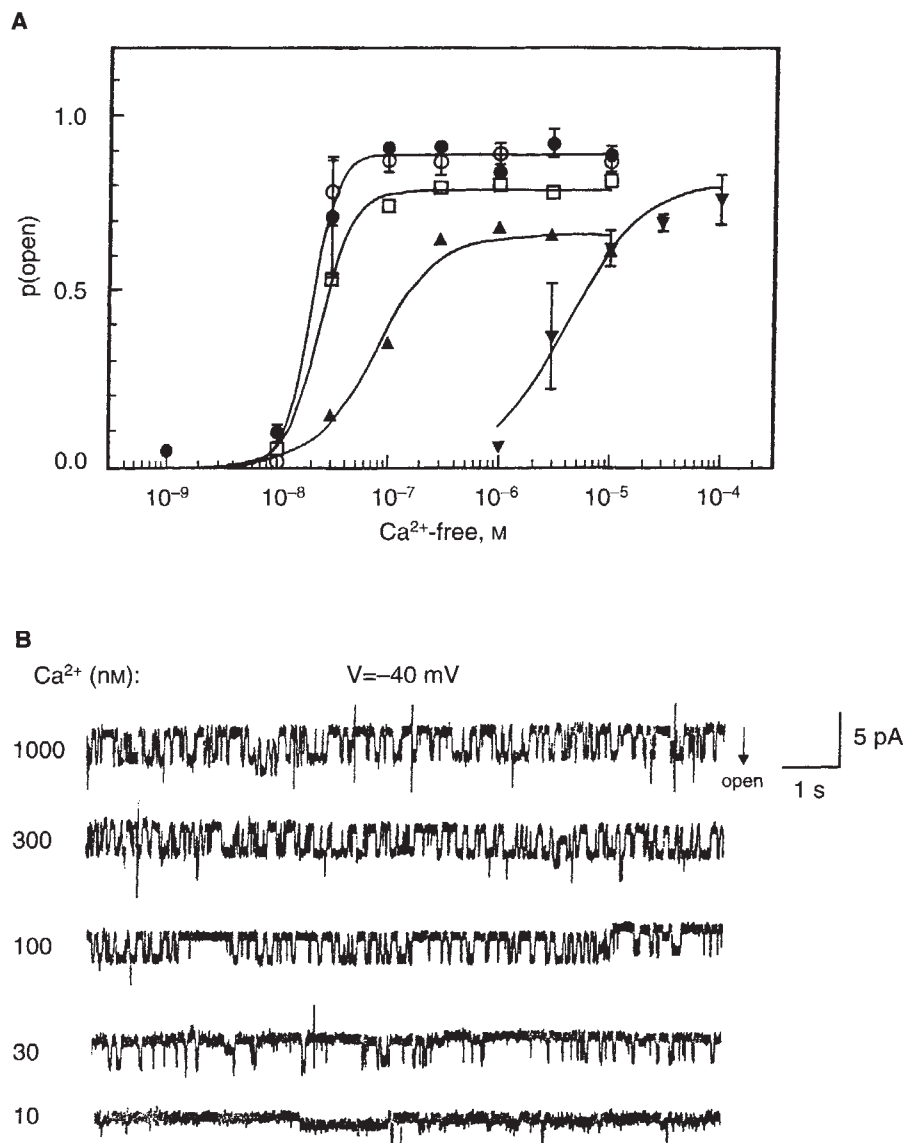 A
1.0
0.5
0.0
p(open)
10⁻⁹ 10⁻⁸ 10⁻⁷ 10⁻⁶ 10⁻⁵ 10⁻⁴
Ca²⁺-free, M
B
Ca²⁺ (nM): V=–40 mV
1000
open
5 pA
1 s
300
100
30
10